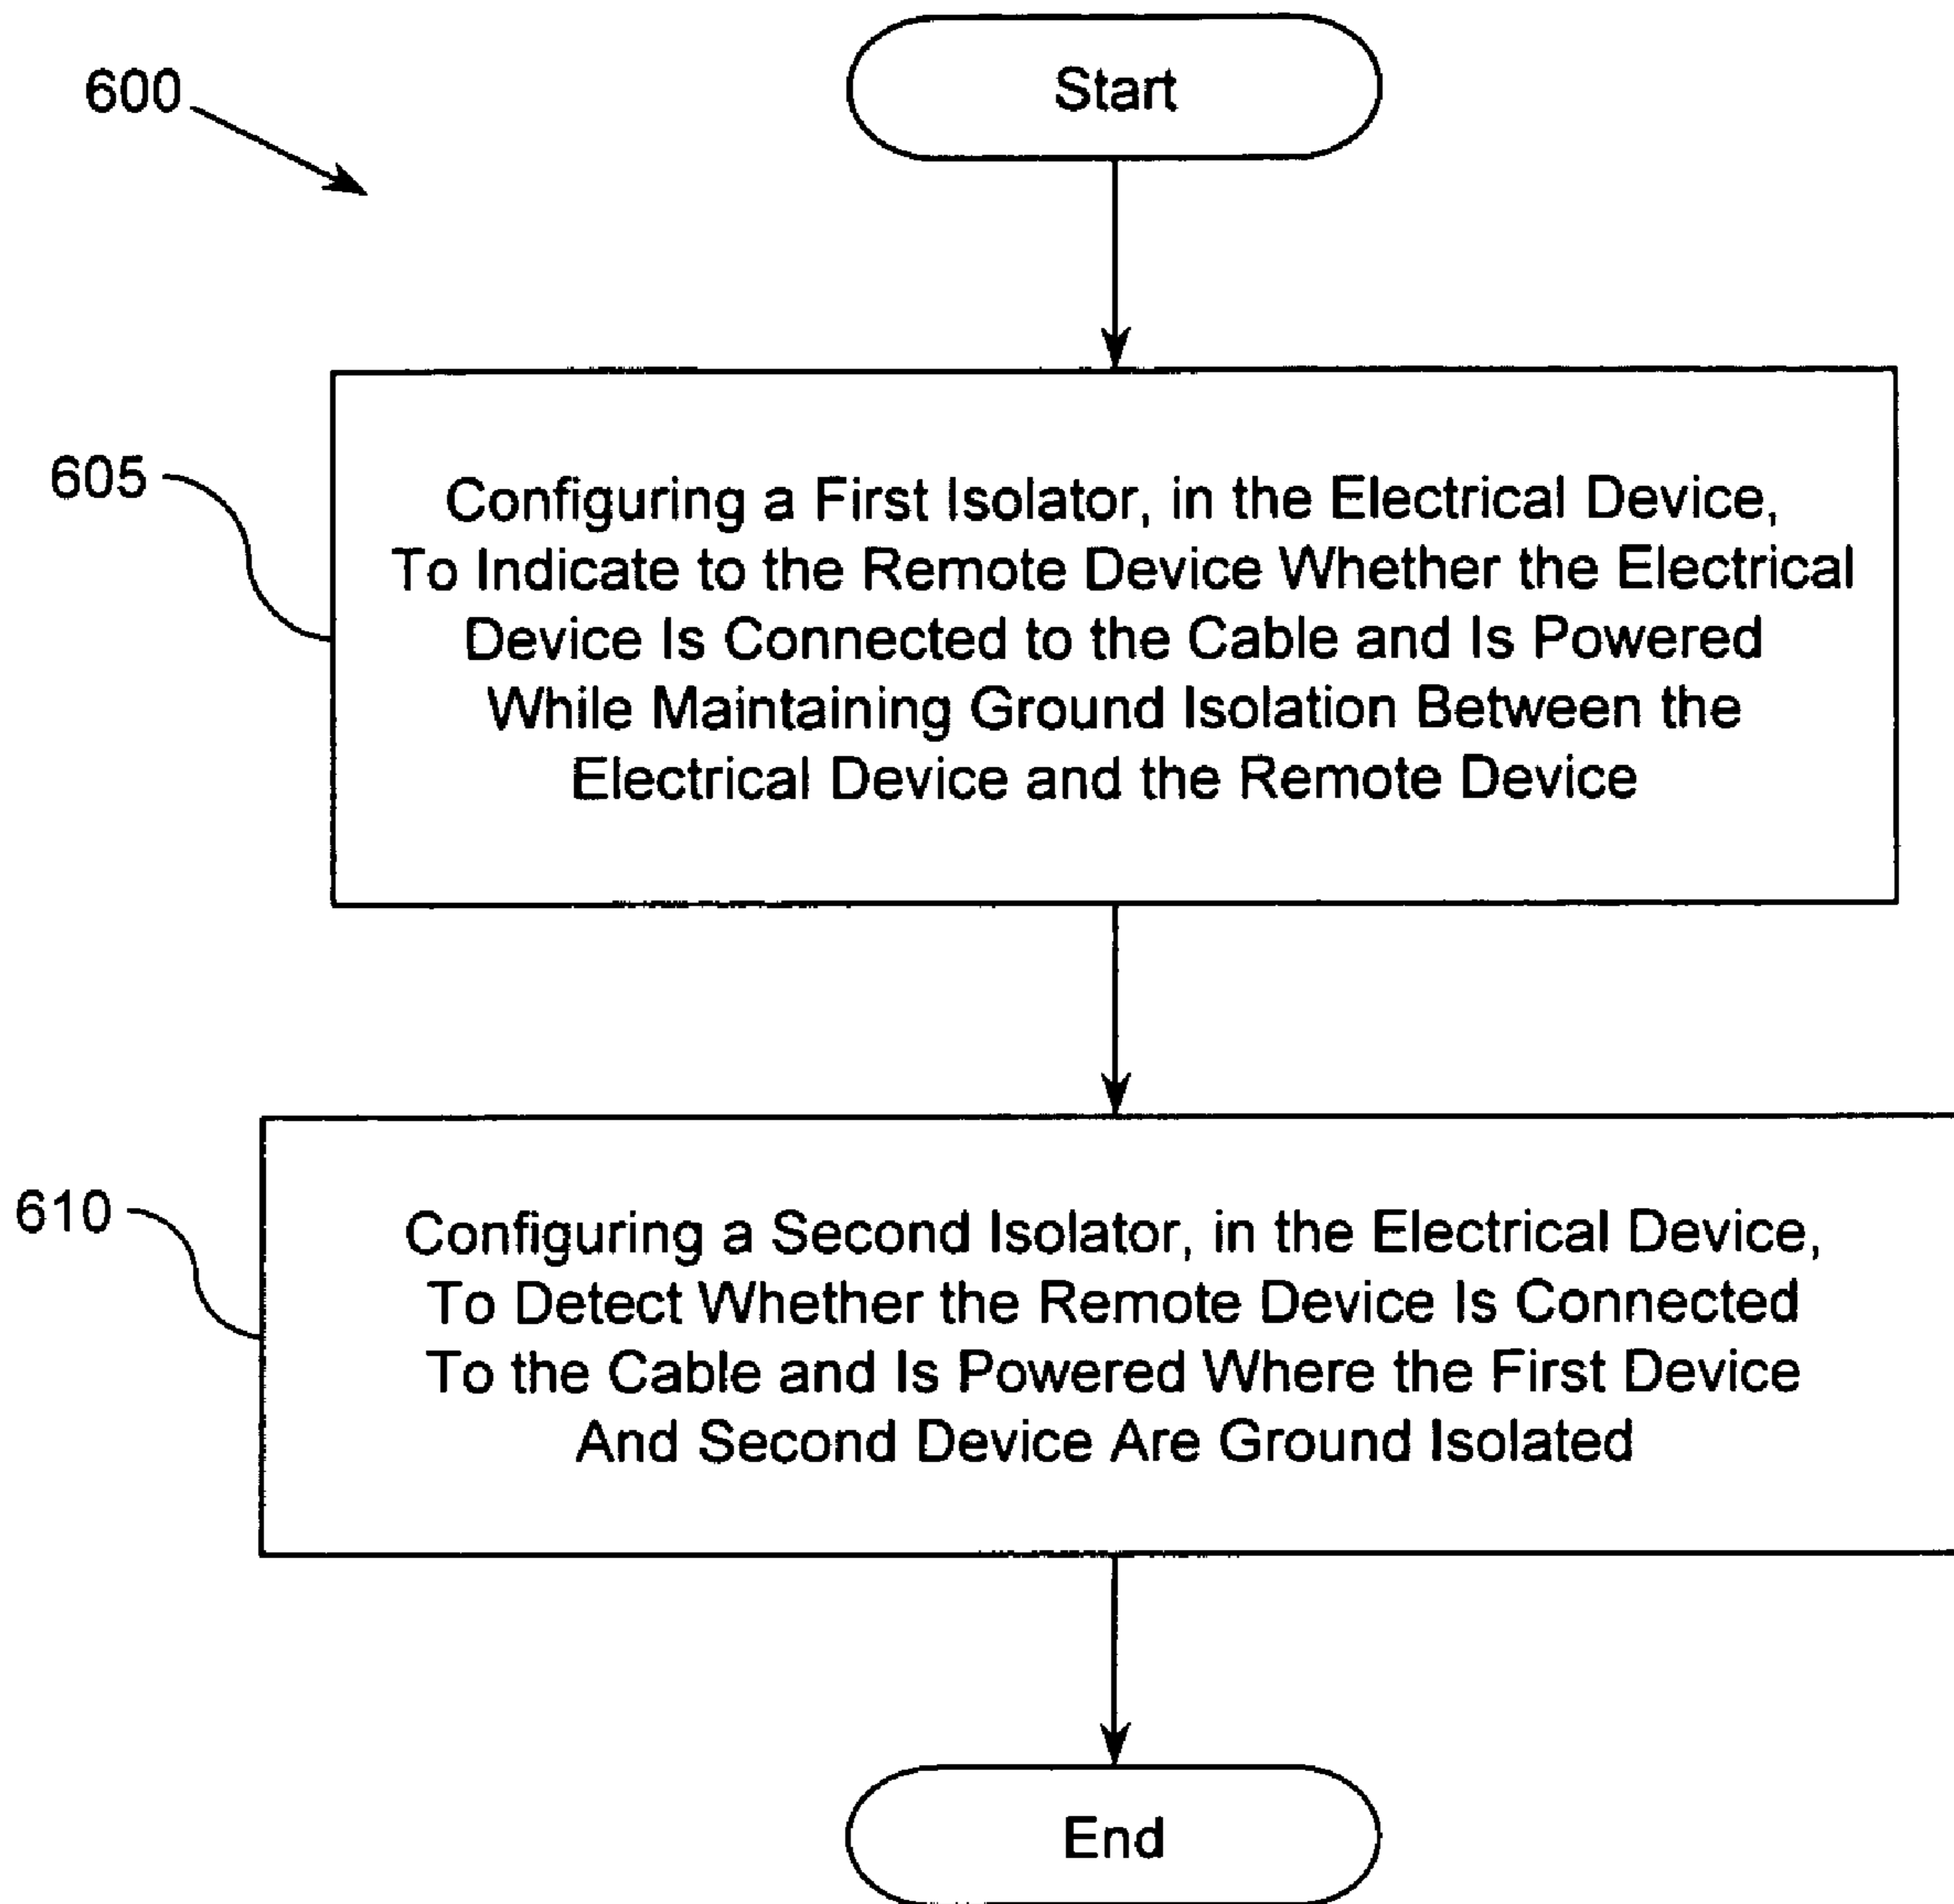 600
Start
605
Configuring a First Isolator, in the Electrical Device,
To Indicate to the Remote Device Whether the Electrical
Device Is Connected to the Cable and Is Powered
While Maintaining Ground Isolation Between the
Electrical Device and the Remote Device
610
Configuring a Second Isolator, in the Electrical Device,
To Detect Whether the Remote Device Is Connected
To the Cable and Is Powered Where the First Device
And Second Device Are Ground Isolated
End